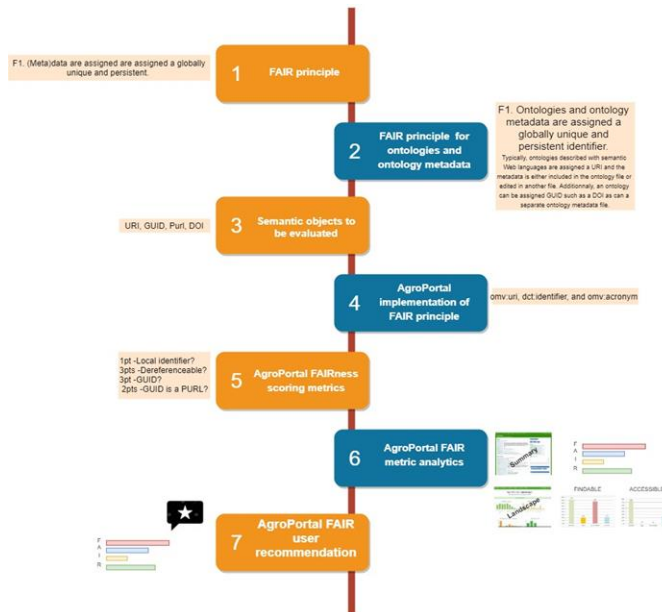 F1. (Meta)data are assigned are assigned a globally
unique and persistent.
1
FAIR principle
2
FAIR principle for
ontologies and
ontology metadata
F1. Ontologies and ontology
metadata are assigned a
globally unique and
persistent identifier.
Typically, ontologies described with semantic
Web languages are assigned a URI and the
metadata is either included in the ontology file or
edited in another file. Additionnaly, an ontology
can be assigned GUID such as a DOI as can a
separate ontology metadata file.
URI, GUID, Purl, DOI
3
Semantic objects to
be evaluated
4
AgroPortal
implementation of
FAIR principle
omv:uri, dct:identifier, and omv:acronym
1pt -Local identifier?
3pts -Dereferenceable?
3pt -GUID?
2pts -GUID is a PURL?
5
AgroPortal FAIRness
scoring metrics
6
AgroPortal FAIR
metric analytics
Summary
F
A
I
R
Landscape
FINDABLE
ACCESSIBLE
7
AgroPortal FAIR
user
recommendation
F
A
I
R